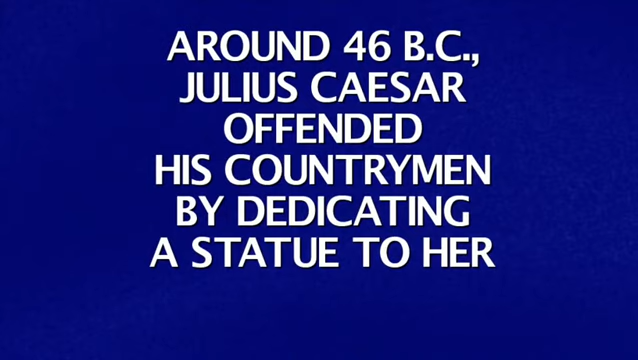 AROUND 46 B.C.,
JULIUS CAESAR
OFFENDED
HIS COUNTRYMEN
BY DEDICATING
A STATUE TO HER